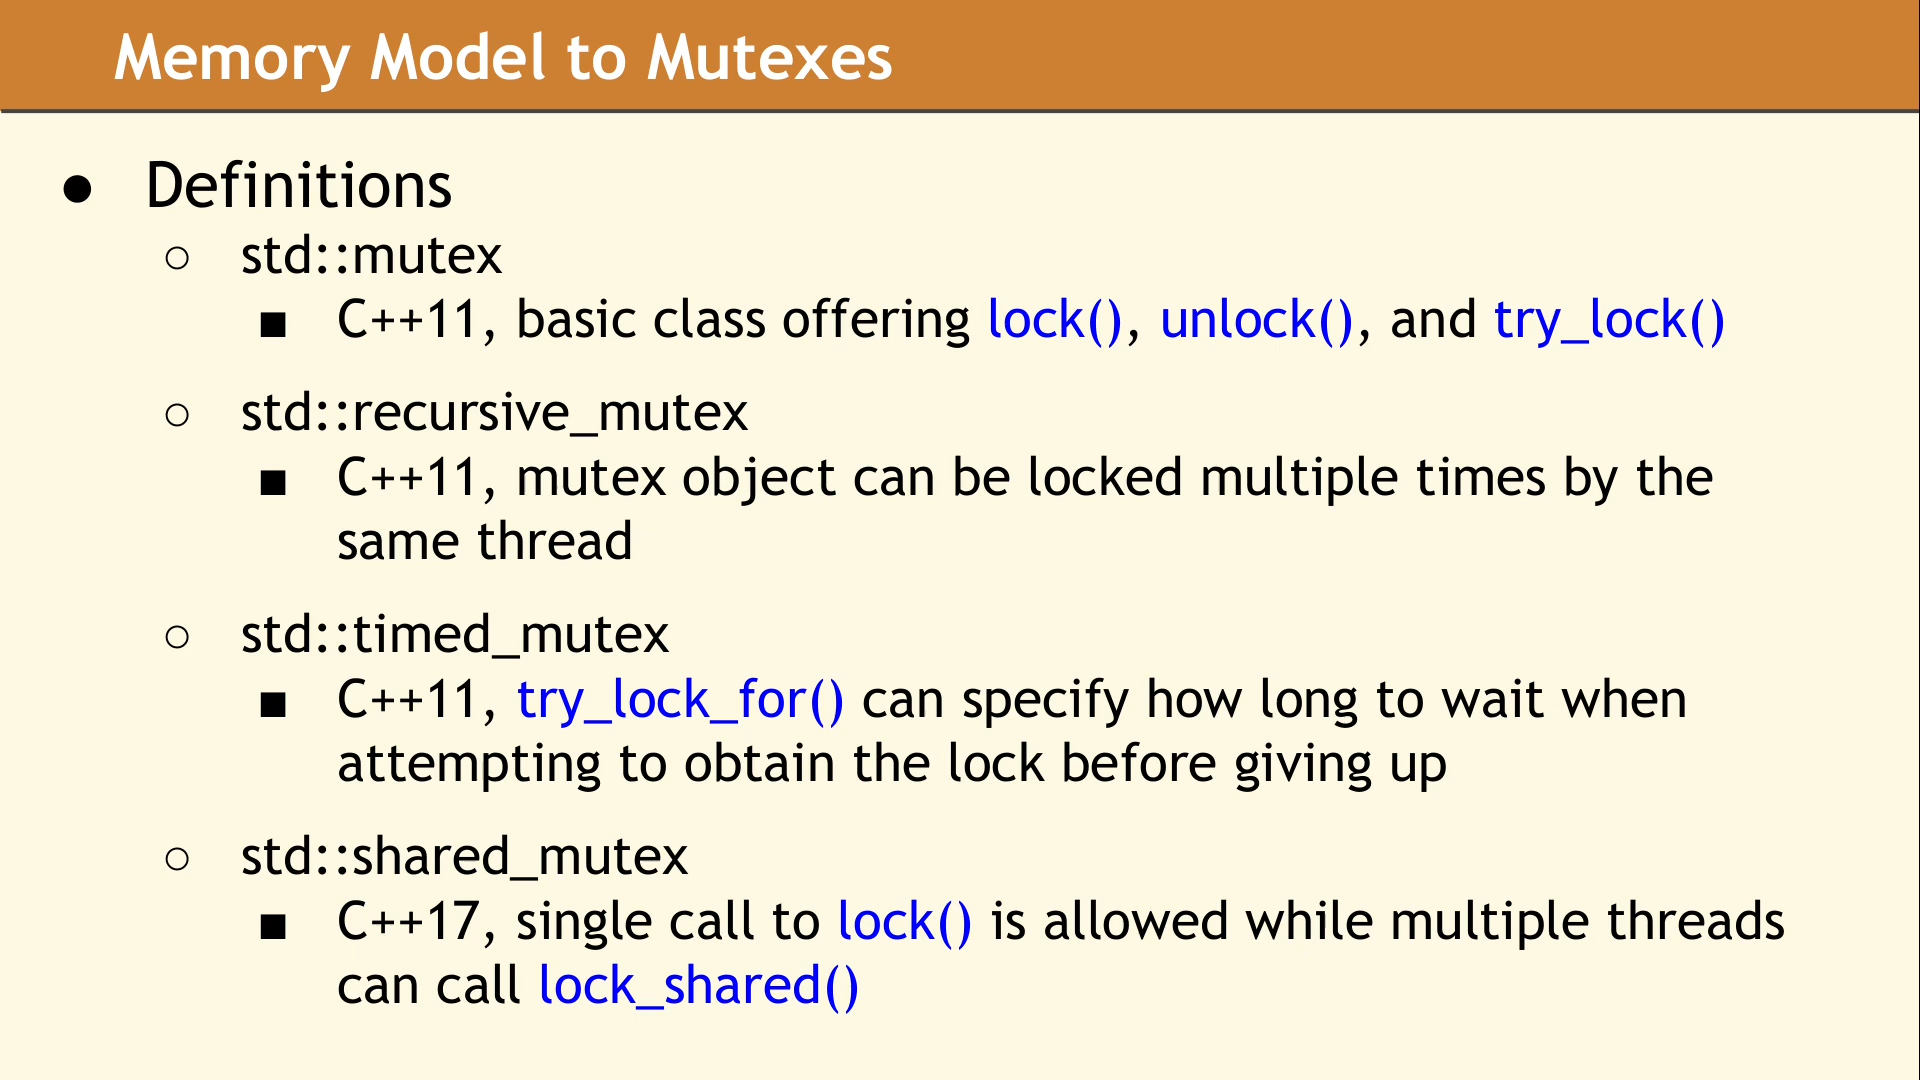 Memory Model to Mutexes
● Definitions
○ std::mutex
■ C++11, basic class offering lock(), unlock(), and try_lock()
○ std::recursive_mutex
■ C++11, mutex object can be locked multiple times by the
same thread
○ std::timed_mutex
■ C++11, try_lock_for() can specify how long to wait when
attempting to obtain the lock before giving up
○ std::shared_mutex
■ C++17, single call to lock() is allowed while multiple threads
can call lock_shared()